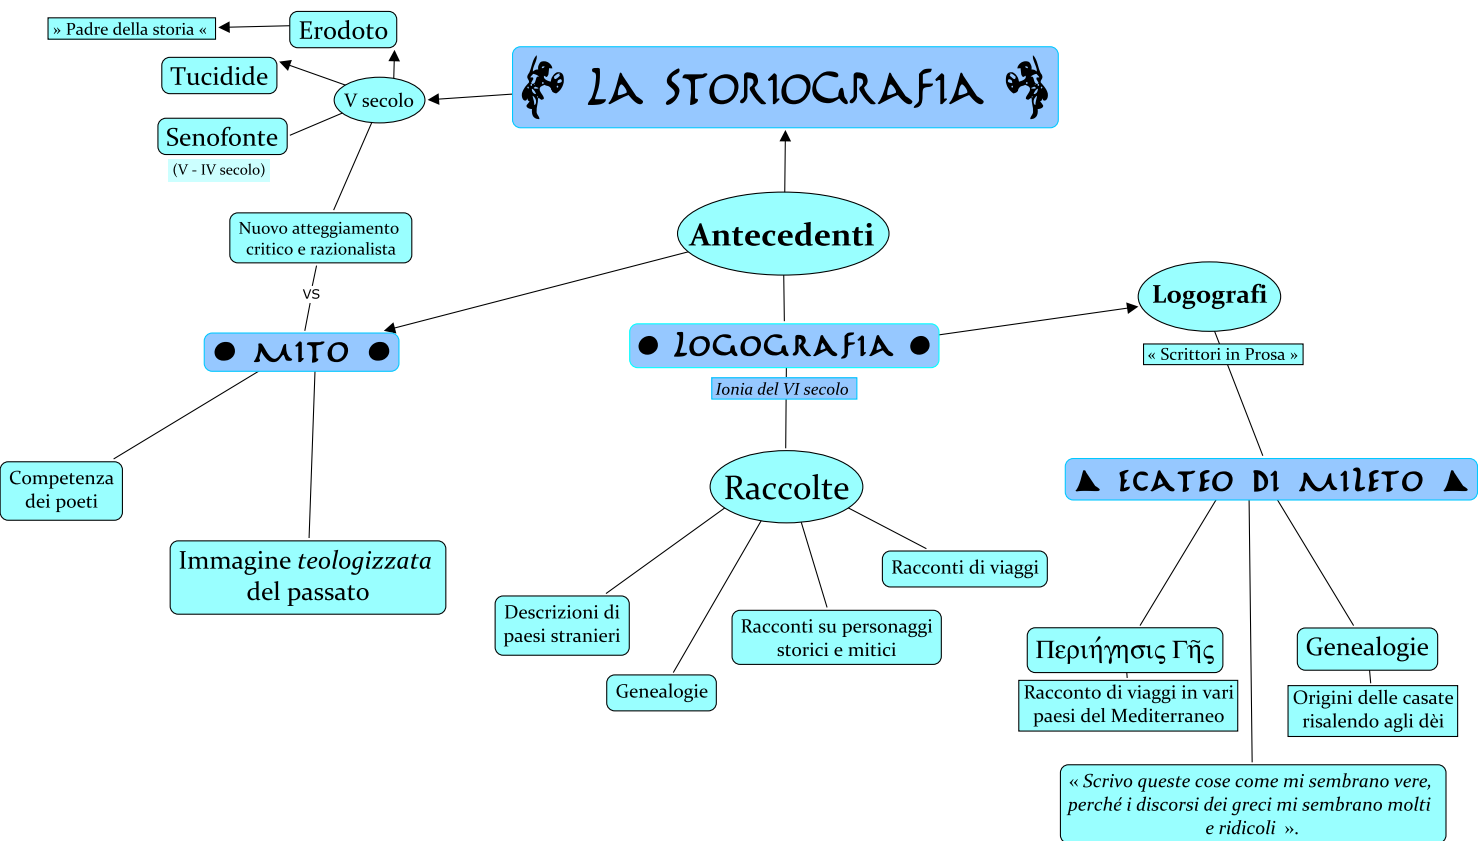 » Padre della storia «
Erodoto
Tucidide
V secolo
Senofonte
(V - IV secolo)
LA STORIOGRAFIA
Nuovo atteggiamento
critico e razionalista
vs
Antecedenti
MITO
LOGOGRAFIA
Ionia del VI secolo
Logografi
« Scrittori in Prosa »
Competenza
dei poeti
Immagine teologizzata
del passato
Raccolte
Descrizioni di
paesi stranieri
Genealogie
Racconti su personaggi
storici e mitici
Racconti di viaggi
ECATEO DI MILETO
Περιήγησις Γῆς
Racconto di viaggi in vari
paesi del Mediterraneo
Genealogie
Origini delle casate
risalendo agli dèi
« Scrivo queste cose come mi sembrano vere,
perché i discorsi dei greci mi sembrano molti
e ridicoli ».